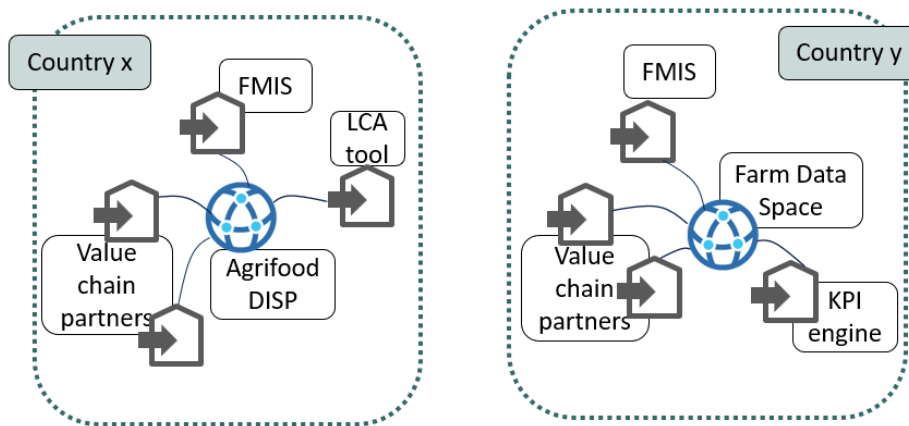 Country x
FMIS
LCA
tool
Value
chain
partners
Agrifood
DISP
Country y
FMIS
Farm Data
Space
Value
chain
partners
KPI
engine